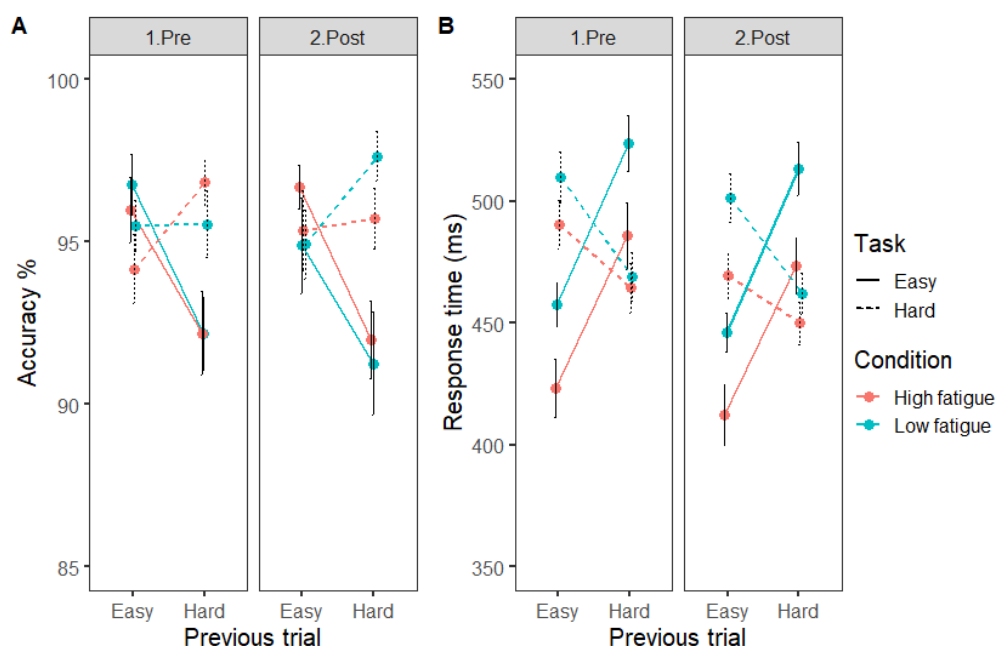 A
1.Pre
2.Post
Accuracy %
100
95
90
85
Easy
Hard
Easy
Hard
Previous trial
B
1.Pre
2.Post
Response time (ms)
550
500
450
400
350
Easy
Hard
Easy
Hard
Previous trial
Task
Easy
Hard
Condition
High fatigue
Low fatigue